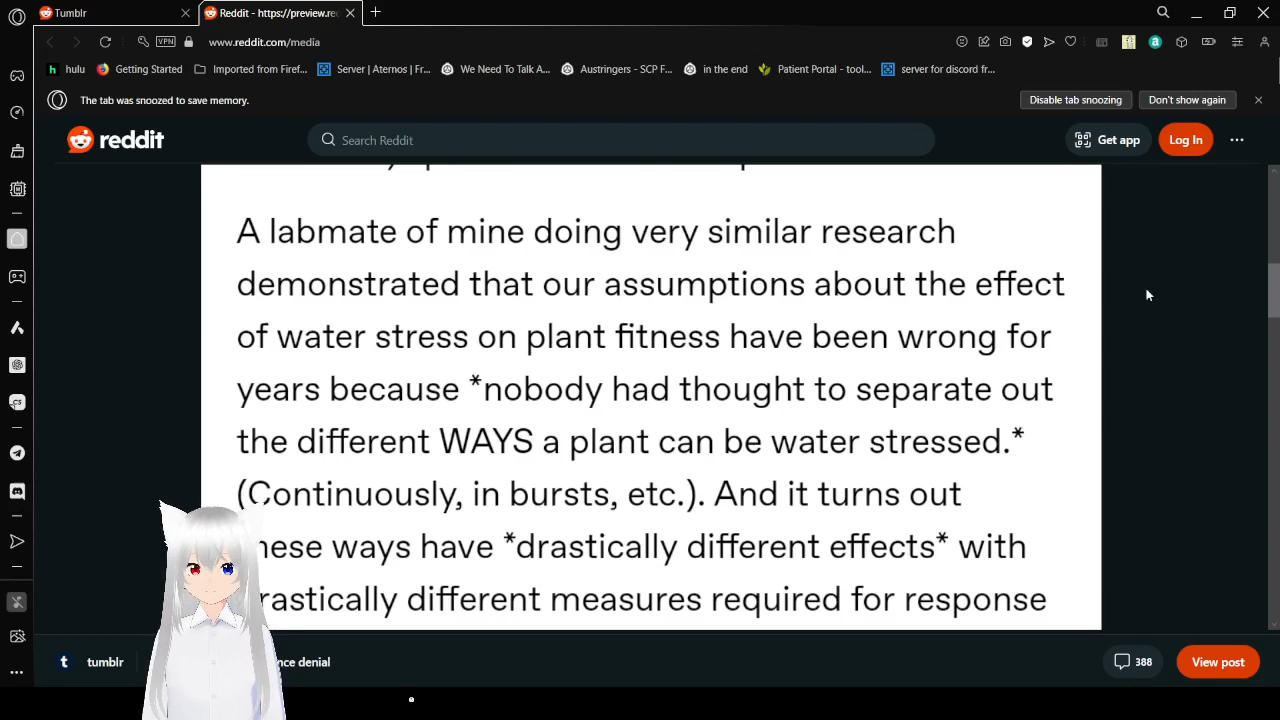 Tumblr
Reddit - https://preview.re
VPN
www.reddit.com/media
hulu
Getting Started
Imported from Firef...
Server | Aternos | Fr...
We Need To Talk A...
Austringers - SCP F...
in the end
Patient Portal - tool...
server for discord fr...
The tab was snoozed to save memory.
Disable tab snoozing
Don't show again
reddit
Search Reddit
Get app
Log In
A labmate of mine doing very similar research
demonstrated that our assumptions about the effect
of water stress on plant fitness have been wrong for
years because *nobody had thought to separate out
the different WAYS a plant can be water stressed.*
(Continuously, in bursts, etc.). And it turns out
hese ways have *drastically different effects* with
rastically different measures required for response
t tumblr
nce denial
388
View post